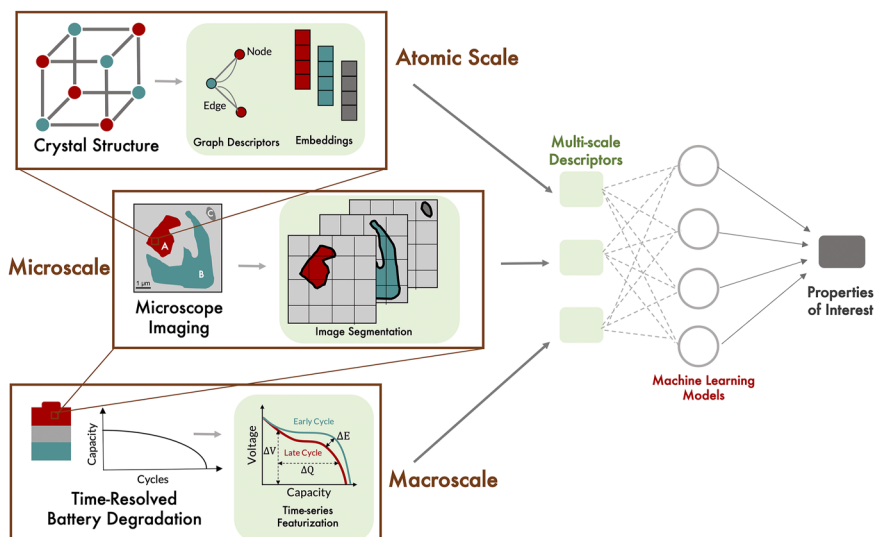 Node
Edge
Crystal Structure
Graph Descriptors
Embeddings
Atomic Scale
Multi-scale
Descriptors
Microscale
A
B
C
1 μm
Microscope
Imaging
Image Segmentation
Properties
of Interest
Machine Learning
Models
Capacity
Cycles
Time-Resolved
Battery Degradation
Voltage
Early Cycle
ΔE
ΔV
Late Cycle
ΔQ
Capacity
Time-series
Featurization
Macroscale